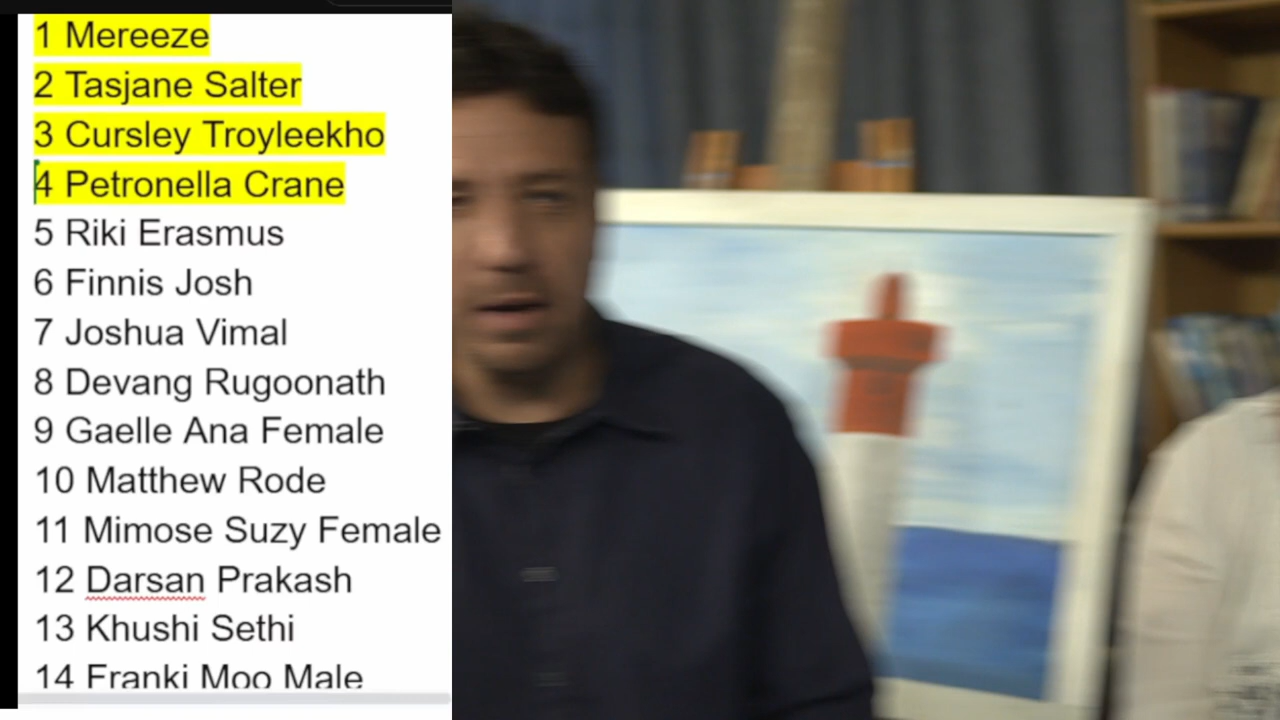 1 Mereeze
2 Tasjane Salter
3 Cursley Troyleekho
4 Petronella Crane
5 Riki Erasmus
6 Finnis Josh
7 Joshua Vimal
8 Devang Rugoonath
9 Gaelle Ana Female
10 Matthew Rode
11 Mimose Suzy Female
12 Darsan Prakash
13 Khushi Sethi
14 Franki Moo Male